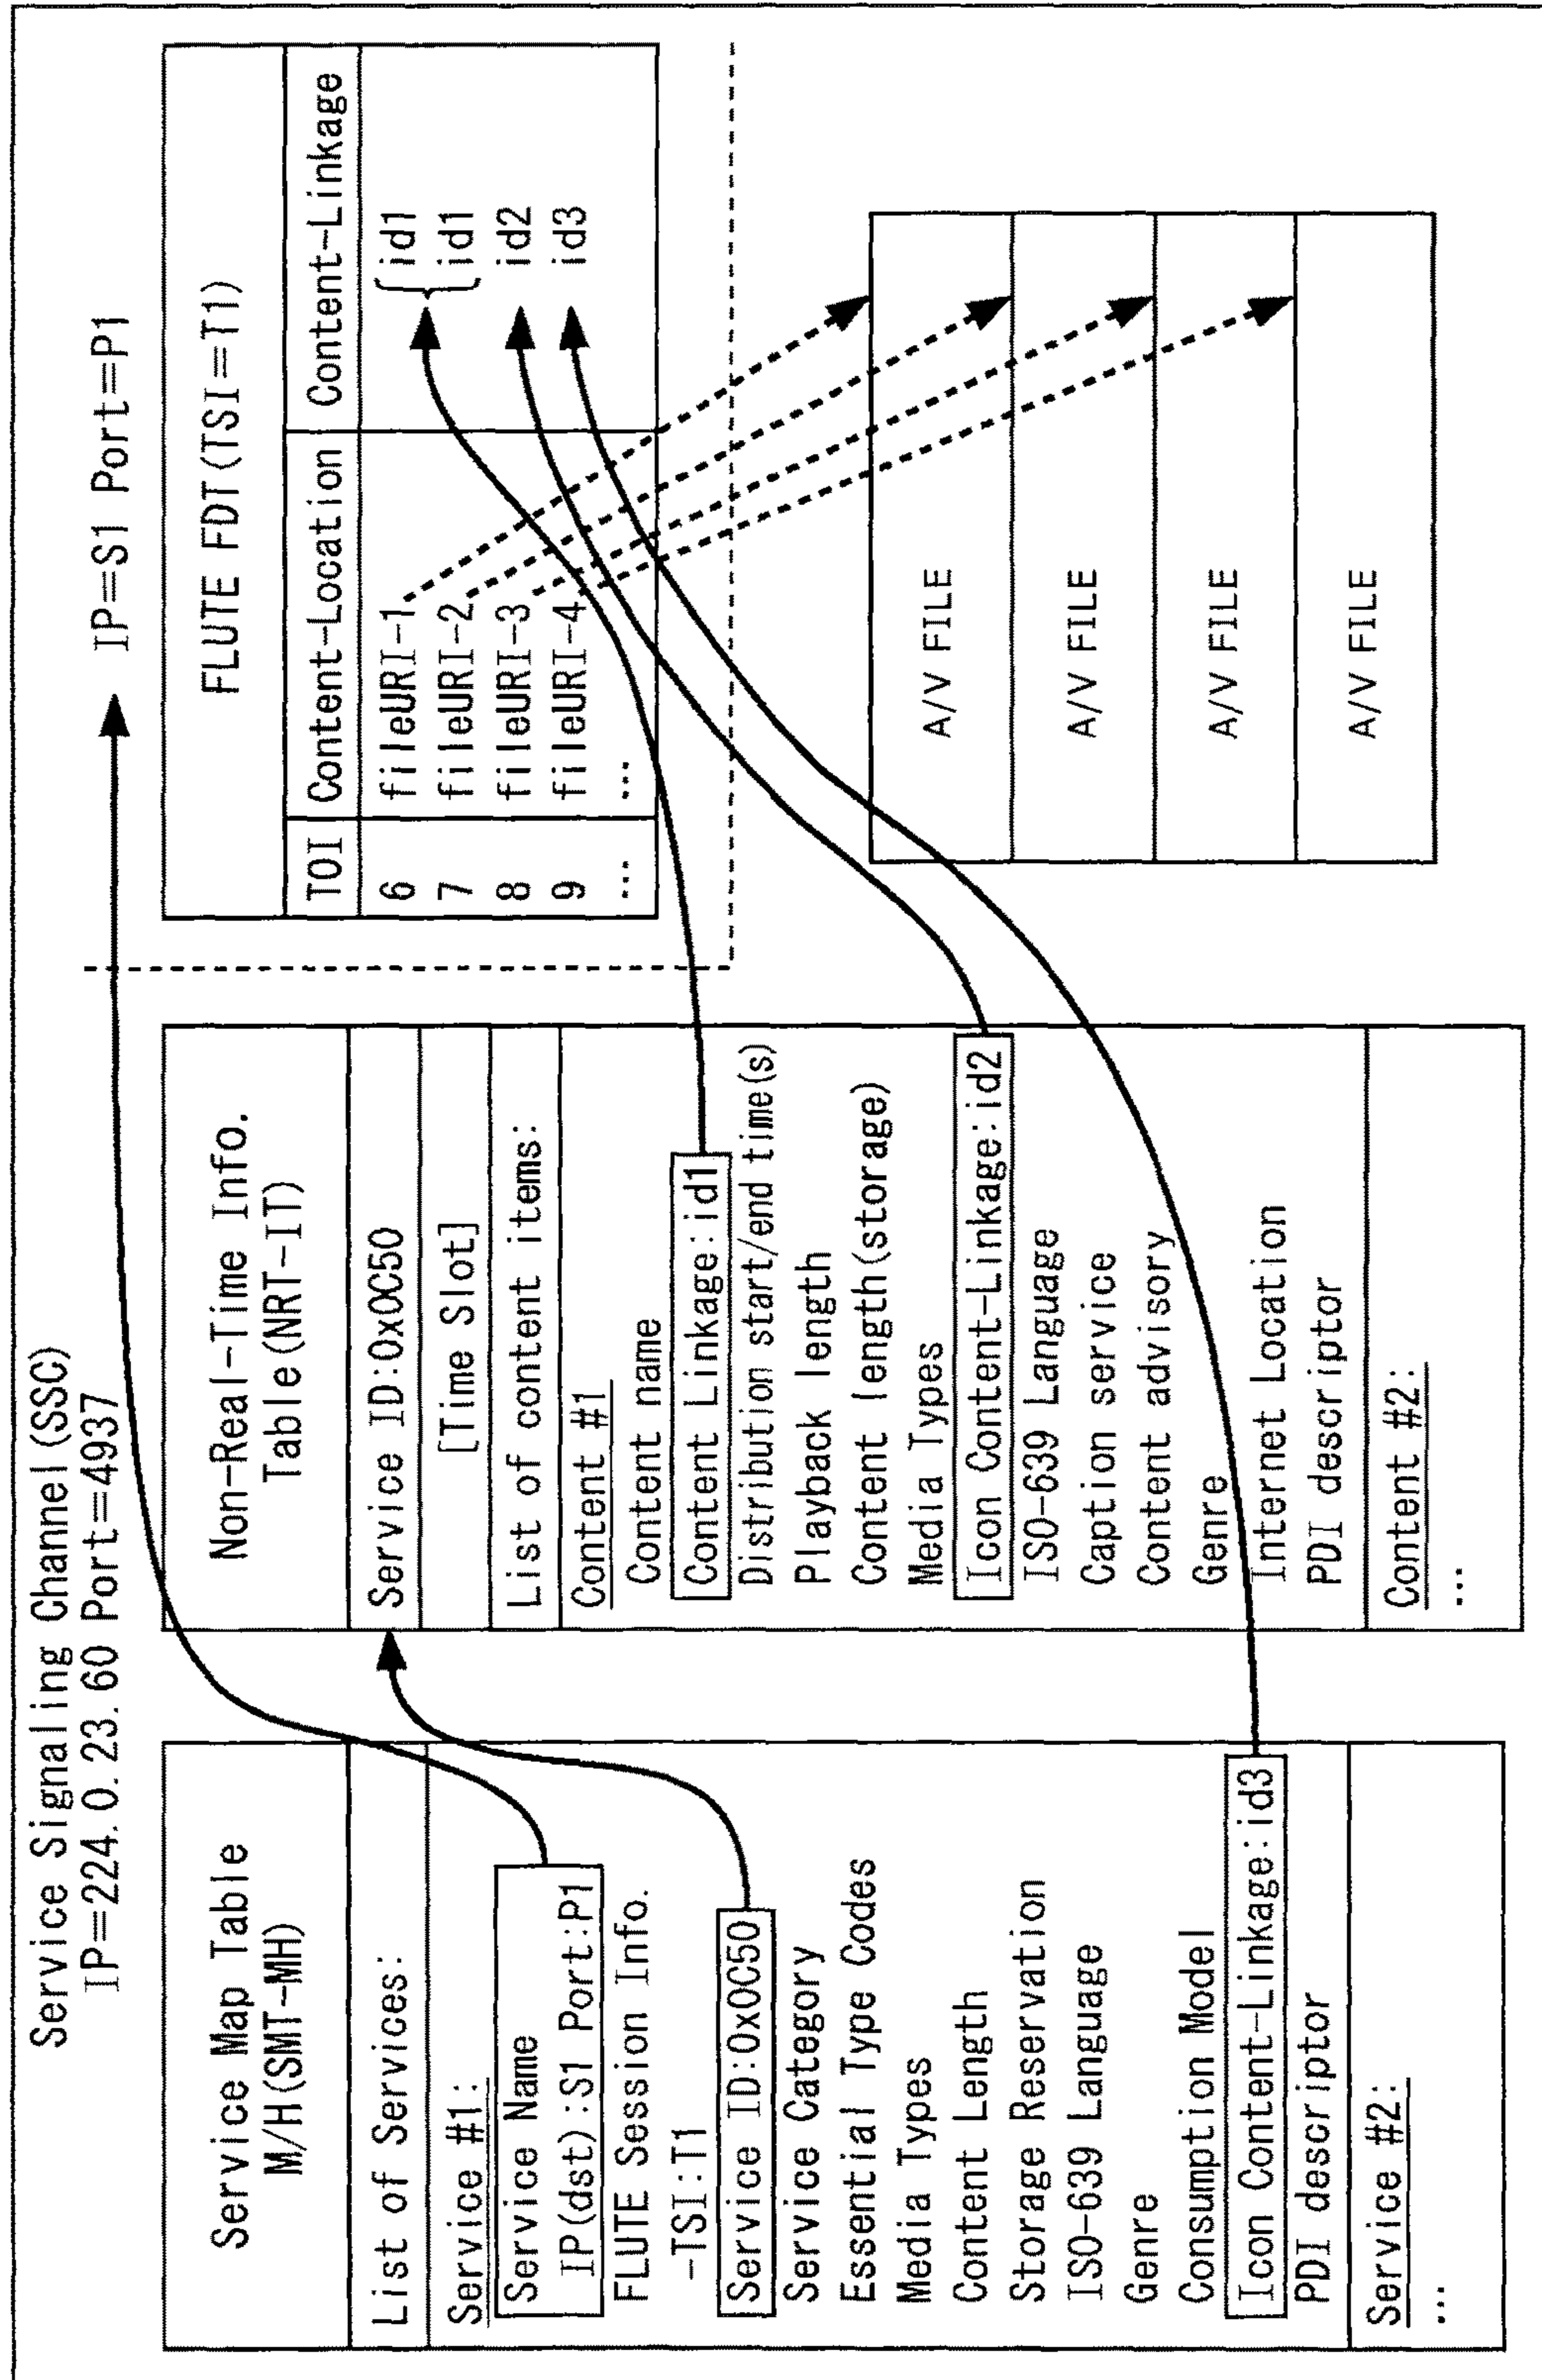 Service Signaling Channel(SSC)
IP=224.0.23.60 Port=4937
IP=S1 Port=P1
Service Map Table
M/H(SMT-MH)
List of Services:
Service #1:
Service Name
IP(dst):S1 Port:P1
FLUTE Session Info.
-TSI:T1
Service ID:0x0C50
Service Category
Essential Type Codes
Media Types
Content Length
Storage Reservation
ISO-639 Language
Genre
Consumption Model
Icon Content-Linkage:id3
PDI descriptor
Service #2:
...
Non-Real-Time Info.
Table(NRT-IT)
Service ID:0x0C50
[Time Slot]
List of content items:
Content #1
Content name
Content Linkage:id1
Distribution start/end time(s)
Playback length
Content length(storage)
Media Types
Icon Content-Linkage:id2
ISO-639 Language
Caption service
Content advisory
Genre
Internet Location
PDI descriptor
Content #2:
...
FLUTE FDT(TSI=T1)
TOI Content-Location Content-Linkage
6 fileURI-1 id1
7 fileURI-2 id1
8 fileURI-3 id2
9 fileURI-4 id3
... ...
A/V FILE
A/V FILE
A/V FILE
A/V FILE